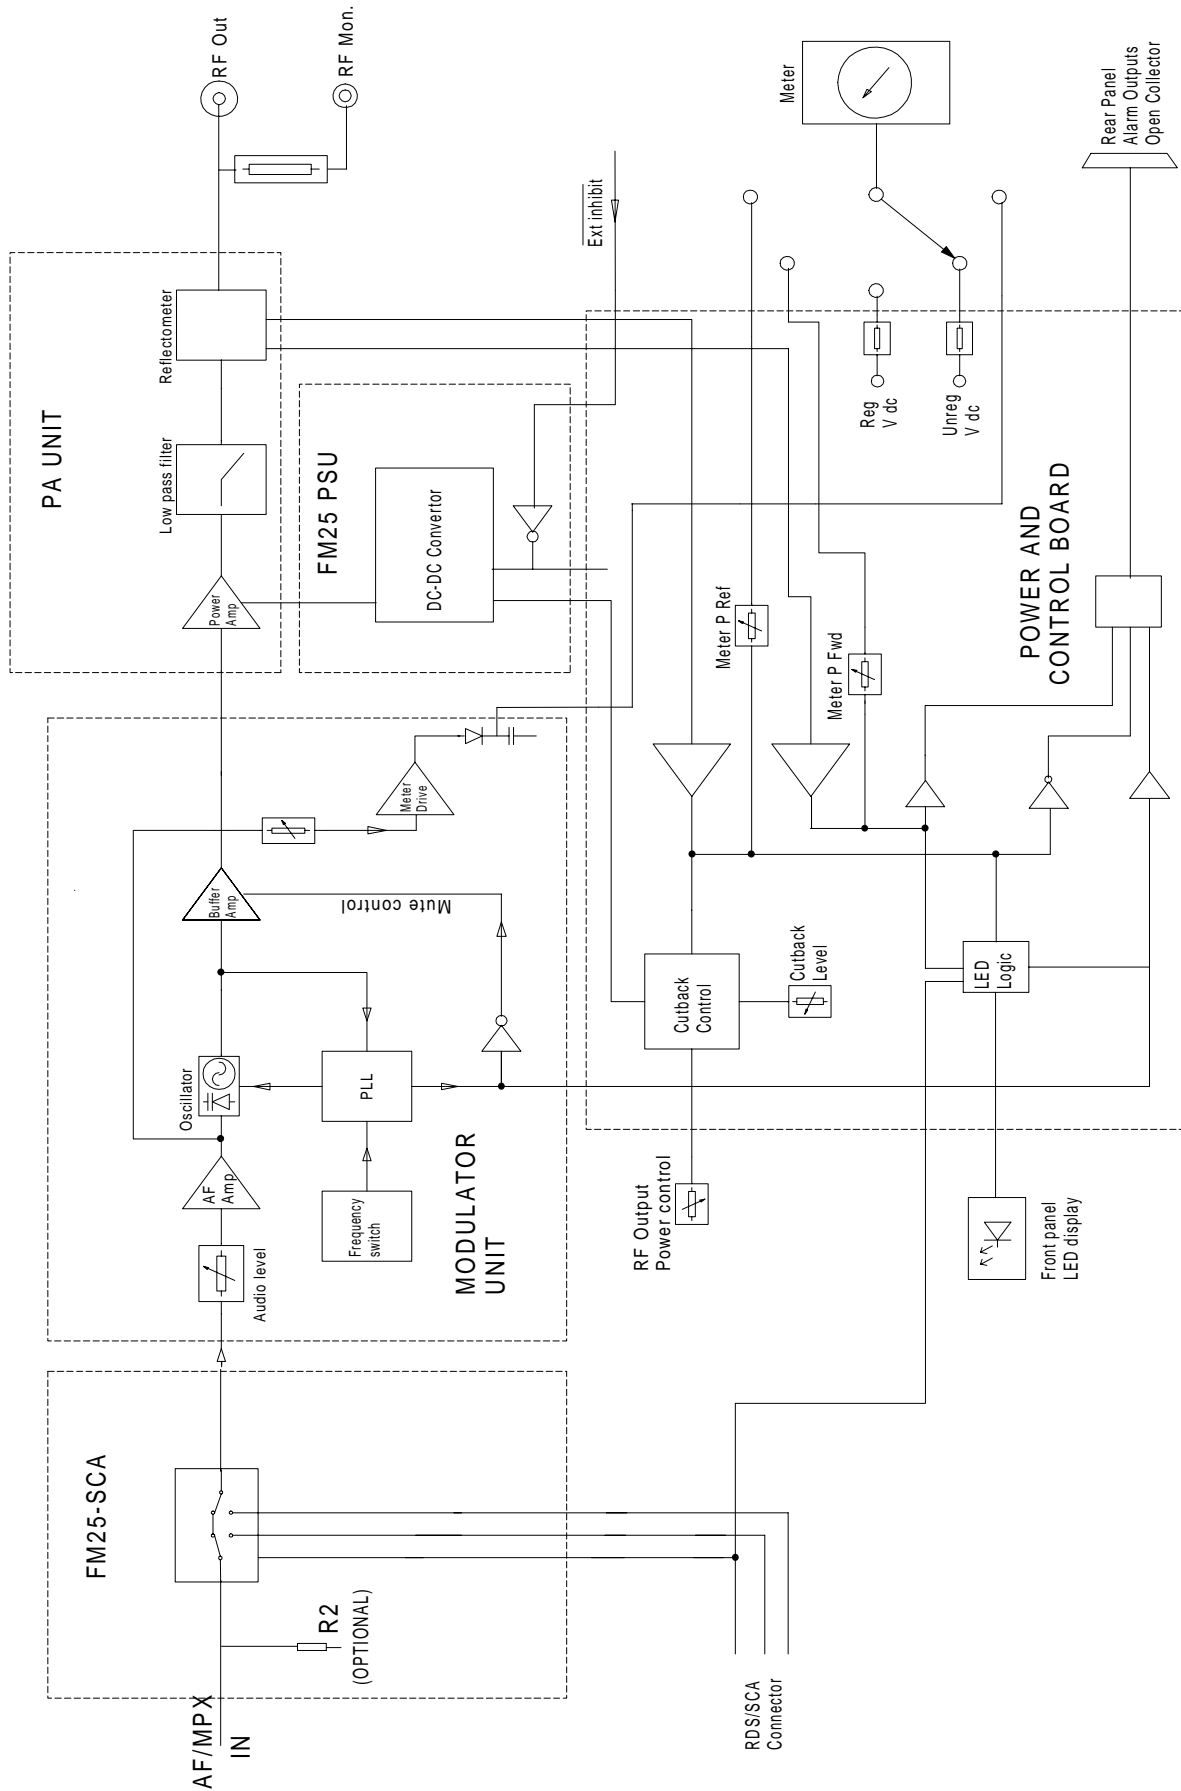 AF/MPX
IN
R2
(OPTIONAL)
FM25-SCA
RDS/SCA
Connector
Audio level
AF
Amp
Oscillator
Frequency
switch
PLL
MODULATOR
UNIT
Buffer
Amp
Mute control
Meter
Drive
PA UNIT
Power
Amp
Low pass filter
Reflectometer
RF Out
RF Mon.
FM25 PSU
DC-DC Convertor
Ext inhibit
RF Output
Power control
Cutback
Control
Cutback
Level
Meter P Ref
Meter P Fwd
Reg
V dc
Unreg
V dc
Meter
POWER AND
CONTROL BOARD
LED
Logic
Front panel
LED display
Rear Panel
Alarm Outputs
Open Collector